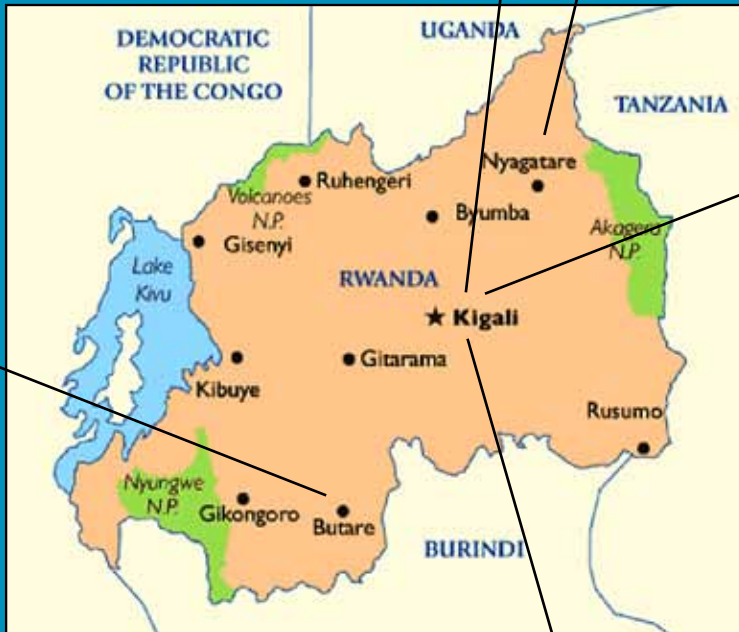 UGANDA
DEMOCRATIC
REPUBLIC
OF THE CONGO
TANZANIA
Nyagatare
Ruhengeri
Volcanoes
N.P.
Byumba
Akagera
N.P.
Gisenyi
Lake
Kivu
RWANDA
Kigali
Gitarama
Kibuye
Rusumo
Nyungwe
N.P.
Gikongoro
Butare
BURINDI